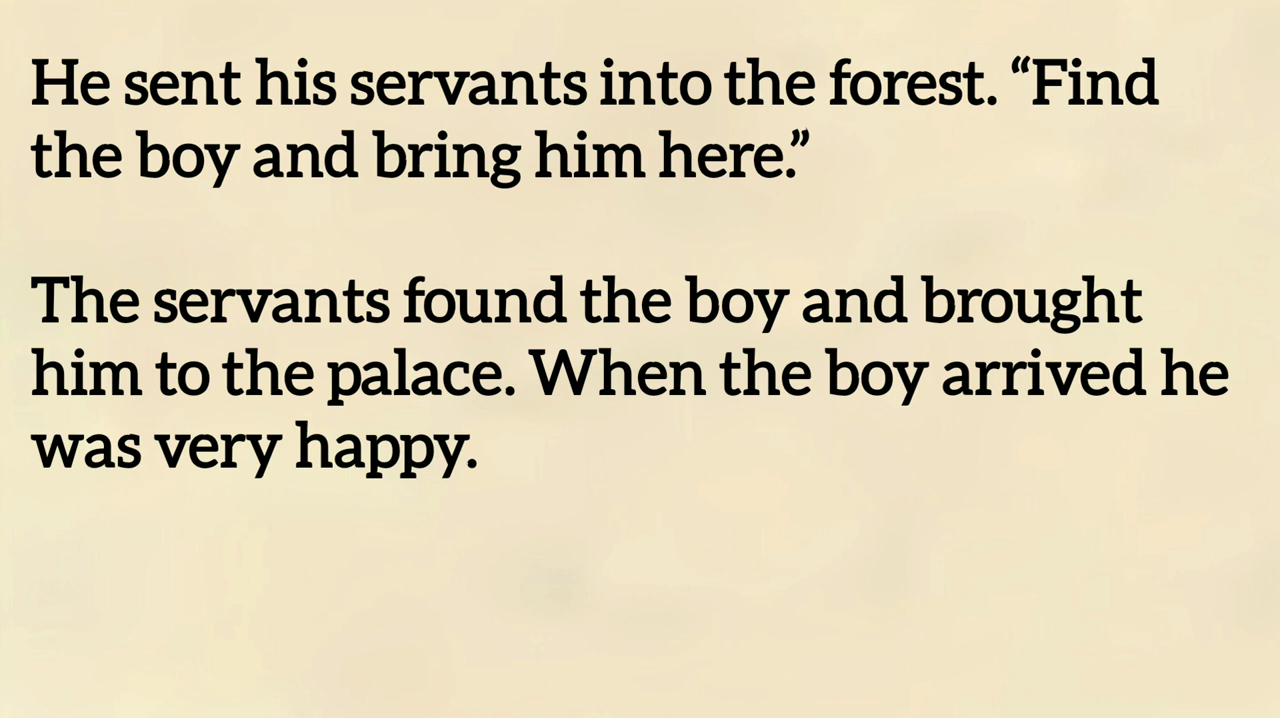 He sent his servants into the forest. “Find
the boy and bring him here.”
The servants found the boy and brought
him to the palace. When the boy arrived he
was very happy.